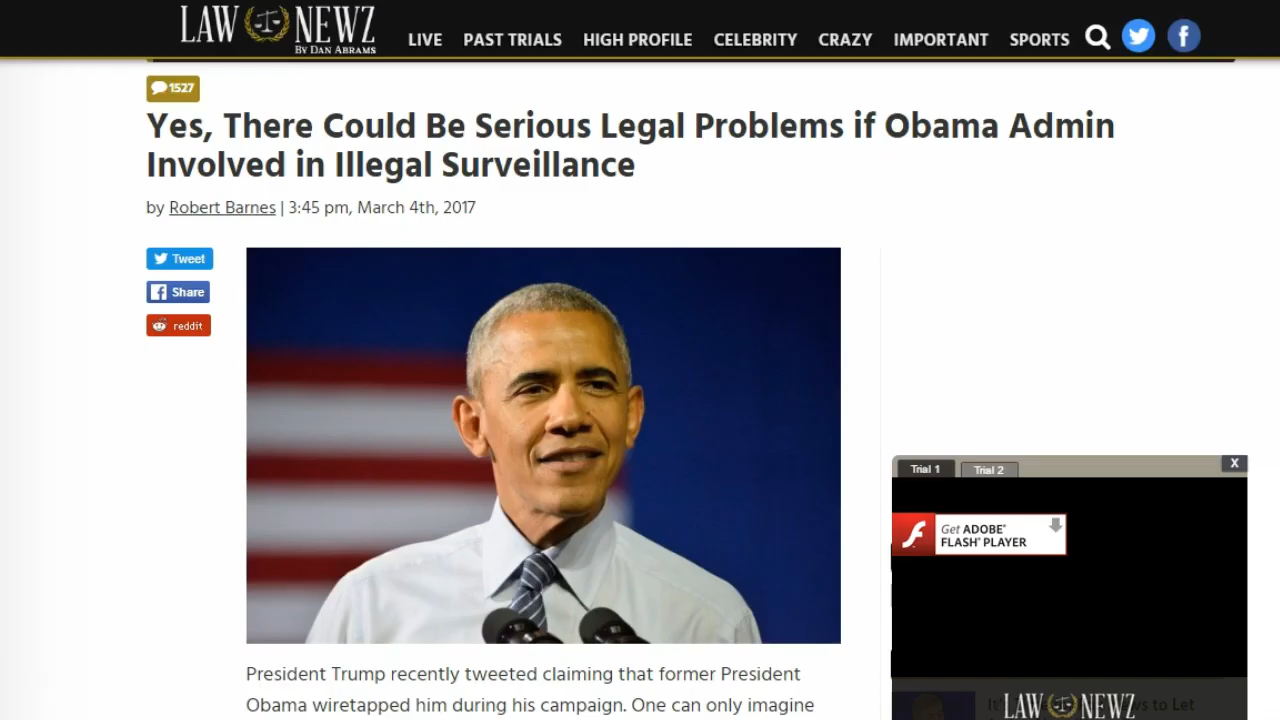 LAW NEWZ
BY DAN ABRAMS
LIVE PAST TRIALS HIGH PROFILE CELEBRITY CRAZY IMPORTANT SPORTS
1527
Yes, There Could Be Serious Legal Problems if Obama Admin
Involved in Illegal Surveillance
by Robert Barnes | 3:45 pm, March 4th, 2017
Tweet
Share
reddit
Trial 1 Trial 2 X
Get ADOBE®
FLASH® PLAYER
President Trump recently tweeted claiming that former President
Obama wiretapped him during his campaign. One can only imagine
LAW NEWZ
to Let